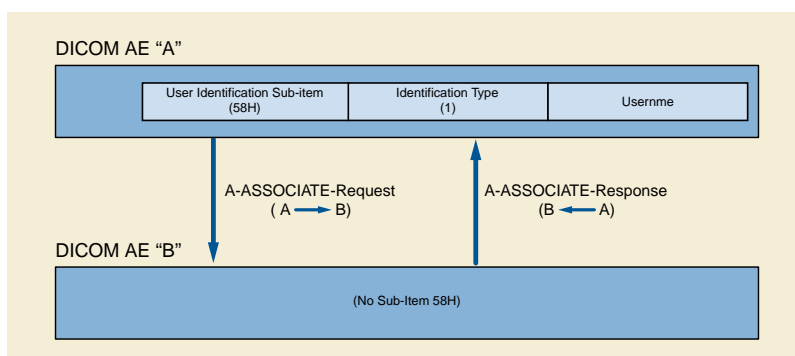 DICOM AE “A”
User Identification Sub-item
(58H)
Identification Type
(1)
Usernme
A-ASSOCIATE-Request
( A B)
A-ASSOCIATE-Response
(B A)
DICOM AE “B”
(No Sub-Item 58H)